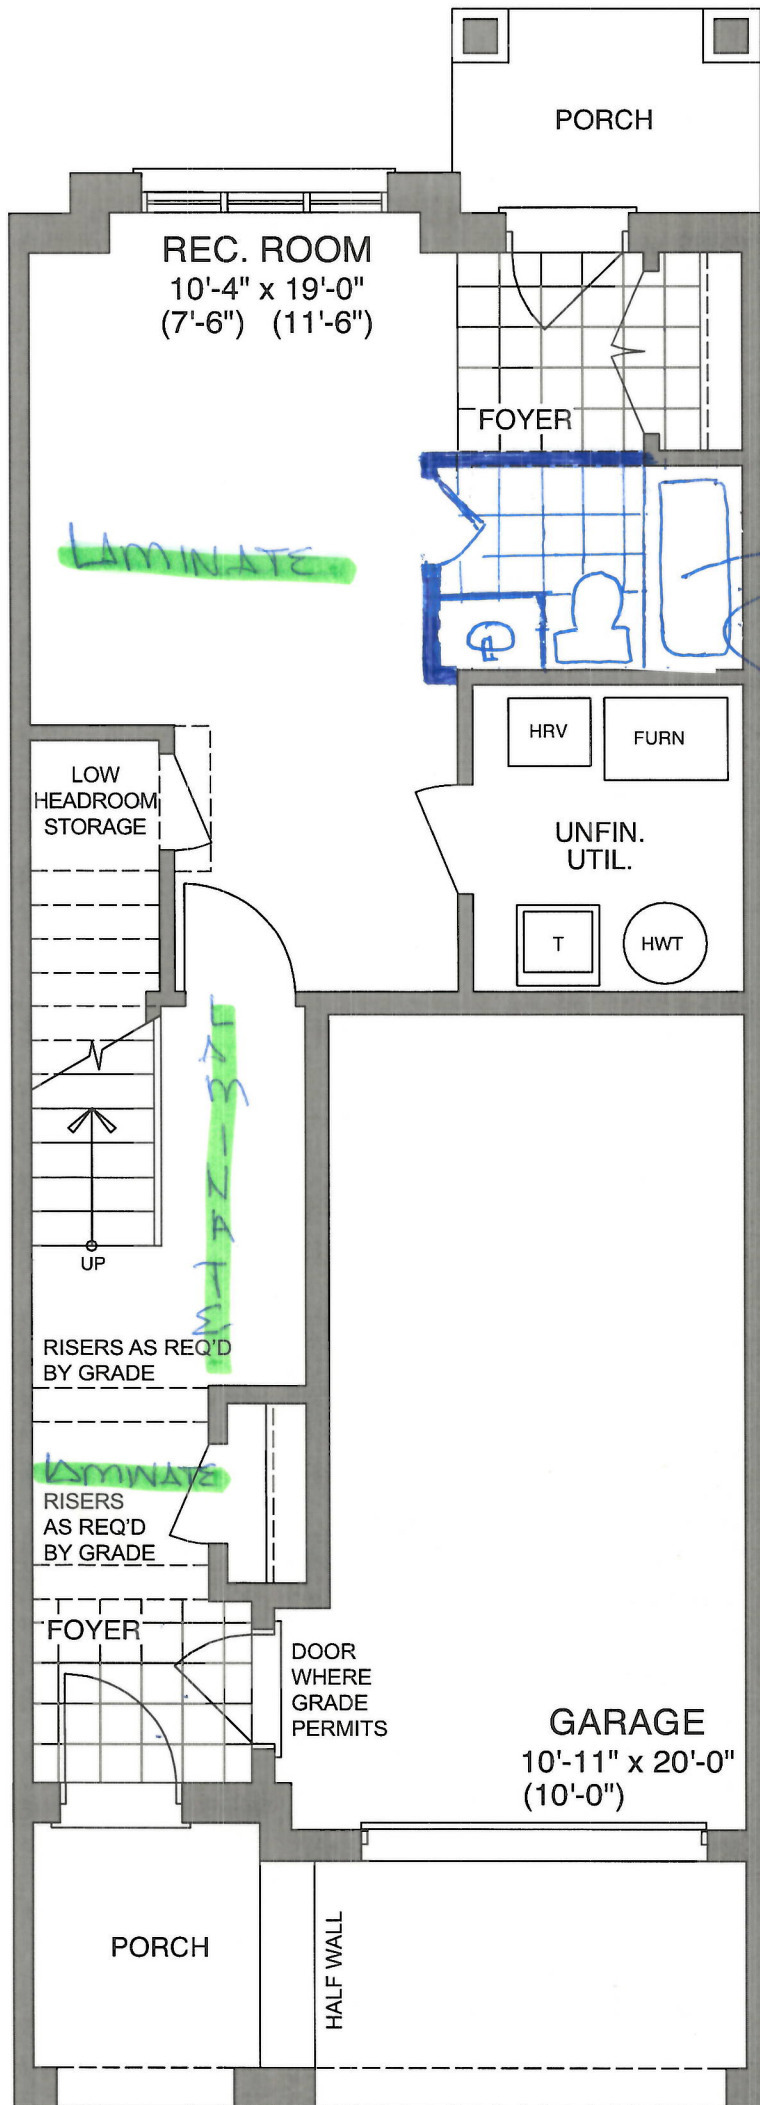 PORCH
REC. ROOM
10'-4" x 19'-0"
(7'-6") (11'-6")
FOYER
LAMINATE
HRV
FURN
LOW
HEADROOM
STORAGE
UNFIN.
UTIL.
T
HWT
LAMINATE
UP
RISERS AS REQ'D
BY GRADE
LAMINATE
RISERS
AS REQ'D
BY GRADE
FOYER
DOOR
WHERE
GRADE
PERMITS
GARAGE
10'-11" x 20'-0"
(10'-0")
PORCH
HALF WALL